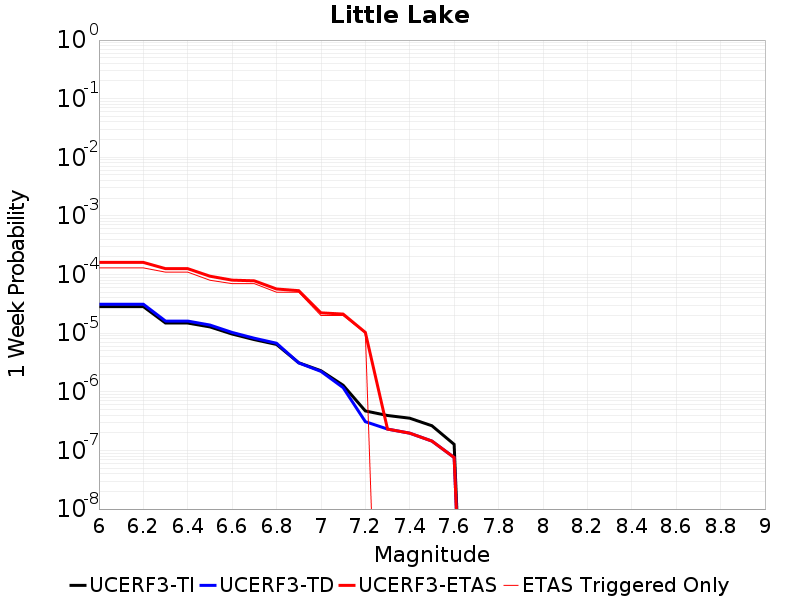 Little Lake
1 Week Probability
10^0
10^-1
10^-2
10^-3
10^-4
10^-5
10^-6
10^-7
10^-8
6 6.2 6.4 6.6 6.8 7 7.2 7.4 7.6 7.8 8 8.2 8.4 8.6 8.8 9
Magnitude
UCERF3-TI UCERF3-TD UCERF3-ETAS ETAS Triggered Only